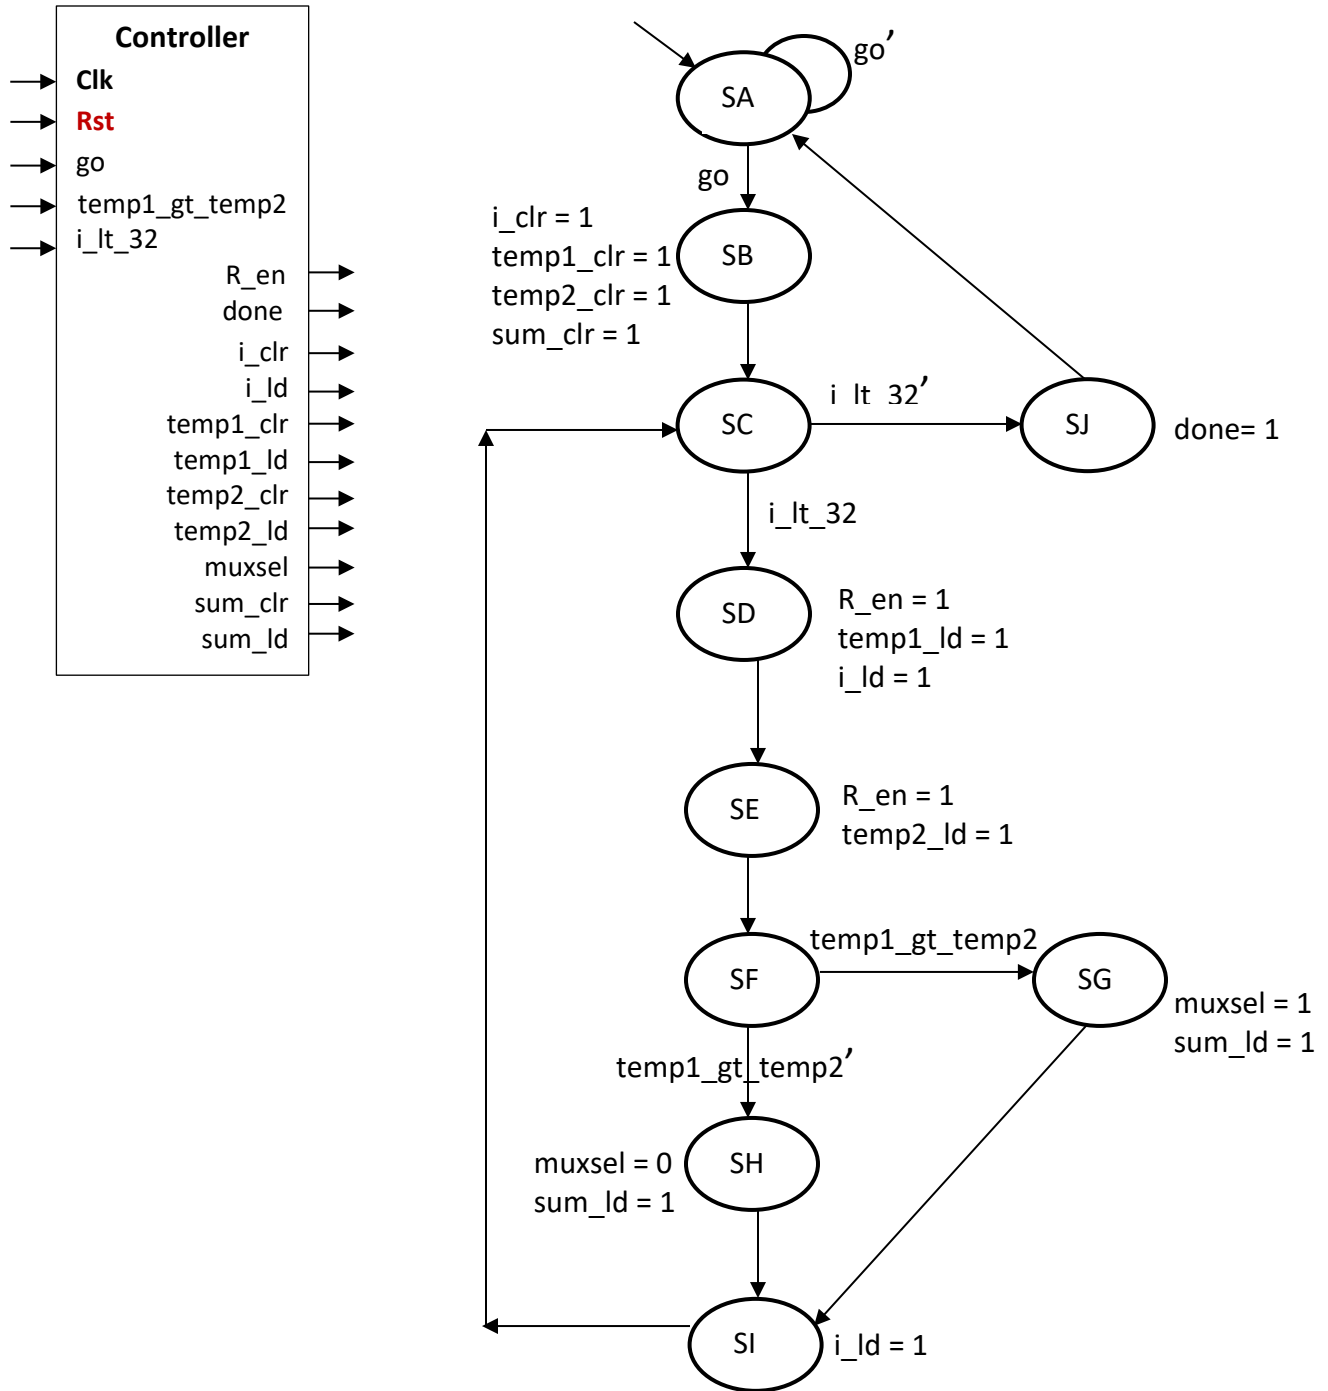 Controller
Clk
Rst
go
temp1_gt_temp2
i_lt_32
R_en
done
i_clr
i_ld
temp1_clr
temp1_ld
temp2_clr
temp2_ld
muxsel
sum_clr
sum_ld
SA
go’
go
i_clr = 1
temp1_clr = 1
temp2_clr = 1
sum_clr = 1
SB
SC
i_lt_32’
SJ
done= 1
i_lt_32
SD
R_en = 1
temp1_ld = 1
i_ld = 1
SE
R_en = 1
temp2_ld = 1
SF
temp1_gt_temp2
SG
muxsel = 1
sum_ld = 1
temp1_gt_temp2’
muxsel = 0
sum_ld = 1
SH
SI
i_ld = 1